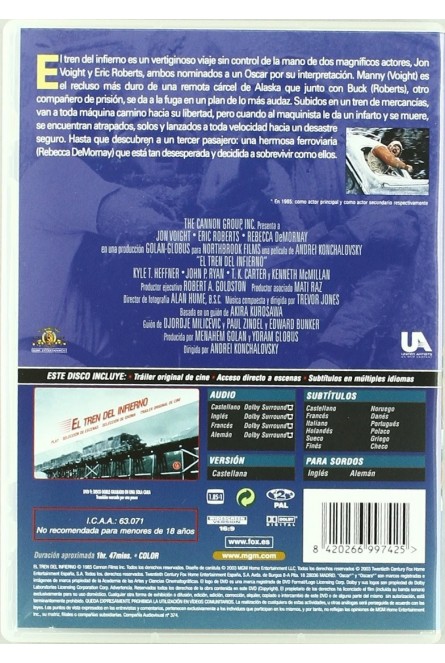 El tren del infierno es un vertiginoso viaje sin control de la mano de dos magníficos actores, Jon
Voight y Eric Roberts, ambos nominados a un Oscar por su interpretación. Manny (Voight) es
el recluso más duro de una remota cárcel de Alaska que junto con Buck (Roberts), otro
compañero de prisión, se da a la fuga en un plan de lo más audaz. Subidos en un tren de mercancías,
van a toda máquina camino hacia su libertad, pero cuando al maquinista le da un infarto y se muere,
se encuentran atrapados, solos y lanzados a toda velocidad hacia un desastre
seguro. Hasta que descubren a un tercer pasajero: una hermosa ferroviaria
(Rebecca DeMornay) que está tan desesperada y decidida a sobrevivir como ellos.
* En 1985: como actor principal y como actor secundario respectivamente
THE CANNON GROUP, INC. Presenta a
JON VOIGHT • ERIC ROBERTS • REBECCA DeMORNAY
en una producción GOLAN-GLOBUS para NORTHBROOK FILMS una película de ANDREI KONCHALOVSKY
"EL TREN DEL INFIERNO"
KYLE T. HEFFNER • JOHN P. RYAN • T. K. CARTER y KENNETH McMILLAN
Productor ejecutivo ROBERT A. GOLDSTON Productor asociado MATI RAZ
Director de fotografía ALAN HUME, B.S.C. Música compuesta y dirigida por TREVOR JONES
Basada en un guión de AKIRA KUROSAWA
Guión de DJORDJE MILICEVIC y PAUL ZINDEL y EDWARD BUNKER
Producida por MENAHEM GOLAN y YORAM GLOBUS
Dirigida por ANDREI KONCHALOVSKY
UA
UNITED ARTISTS
ESTE DISCO INCLUYE: • Tráiler original de cine • Acceso directo a escenas • Subtítulos en múltiples idiomas
EL TREN DEL INFIERNO
AUDIO
Castellano Dolby Surround
Inglés Dolby Surround
Francés Dolby Surround
Alemán Dolby Surround
SUBTÍTULOS
Castellano Noruego
Francés Danés
Italiano Portugués
Holandés Polaco
Sueco Griego
Finés Checo
VERSIÓN
Castellana
PARA SORDOS
Inglés Alemán
1.85:1
2
PAL
16:9
DOLBY
DIGITAL
I.C.A.A.: 63.071
No recomendada para menores de 18 años
www.fox.es
www.mgm.com
Duración aproximada 1hr. 47mins. • COLOR
8 420266 997425